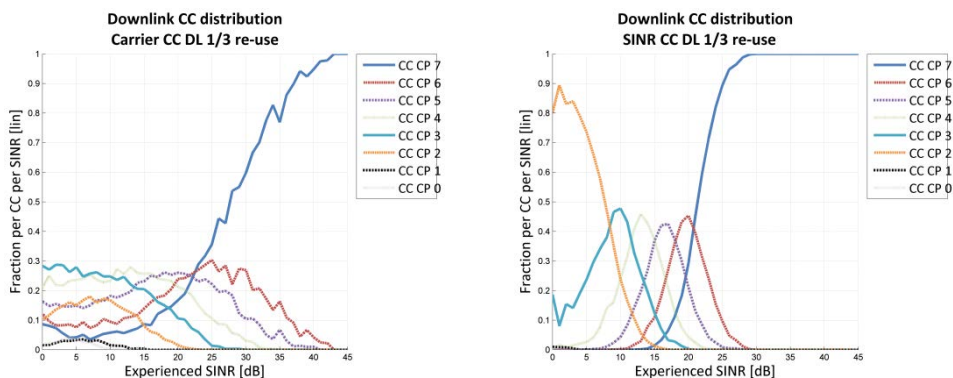 Downlink CC distribution
Carrier CC DL 1/3 re-use
Fraction per CC per SINR [lin]
1
0.9
0.8
0.7
0.6
0.5
0.4
0.3
0.2
0.1
0
0 5 10 15 20 25 30 35 40 45
Experienced SINR [dB]
CC CP 7
CC CP 6
CC CP 5
CC CP 4
CC CP 3
CC CP 2
CC CP 1
CC CP 0
Downlink CC distribution
SINR CC DL 1/3 re-use
Fraction per CC per SINR [lin]
1
0.9
0.8
0.7
0.6
0.5
0.4
0.3
0.2
0.1
0
0 5 10 15 20 25 30 35 40 45
Experienced SINR [dB]
CC CP 7
CC CP 6
CC CP 5
CC CP 4
CC CP 3
CC CP 2
CC CP 1
CC CP 0